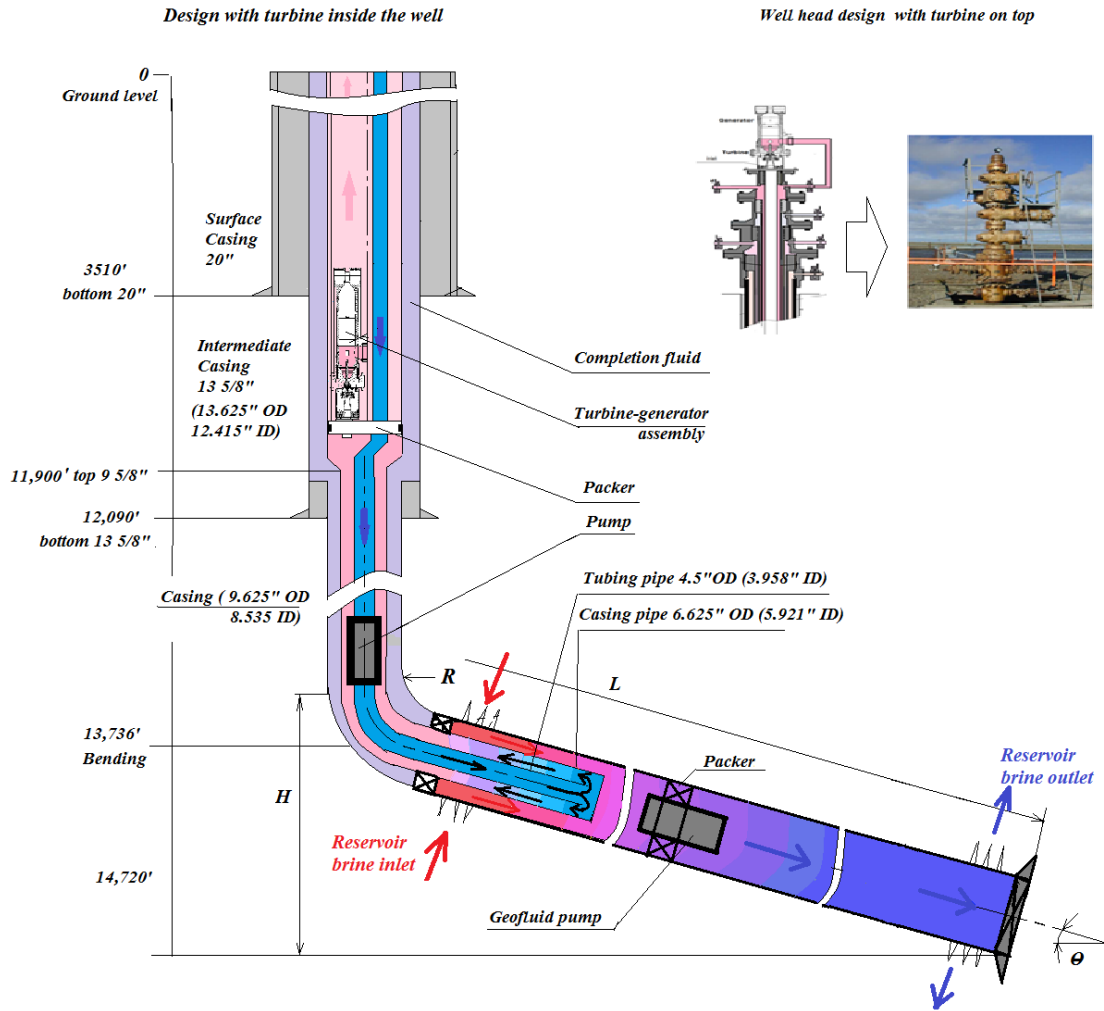 Design with turbine inside the well
Well head design with turbine on top
0
Ground level
Generator
Turbine
Surface
Casing
20"
3510'
bottom 20"
Intermediate
Casing
13 5/8"
(13.625" OD
12.415" ID)
Completion fluid
Turbine-generator
assembly
11,900' top 9 5/8"
Packer
12,090'
bottom 13 5/8"
Pump
Tubing pipe 4.5"OD (3.958" ID)
Casing ( 9.625" OD
8.535 ID)
Casing pipe 6.625" OD (5.921" ID)
R
L
13,736'
Bending
Packer
Reservoir
brine outlet
H
Reservoir
brine inlet
14,720'
Geofluid pump
Θ